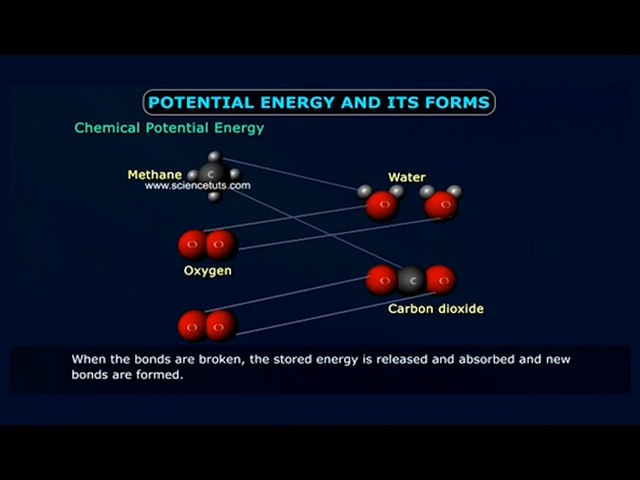 POTENTIAL ENERGY AND ITS FORMS
Chemical Potential Energy
Methane
C
www.sciencetuts.com
Water
O
O
O O
Oxygen
O C O
Carbon dioxide
O O
When the bonds are broken, the stored energy is released and absorbed and new
bonds are formed.